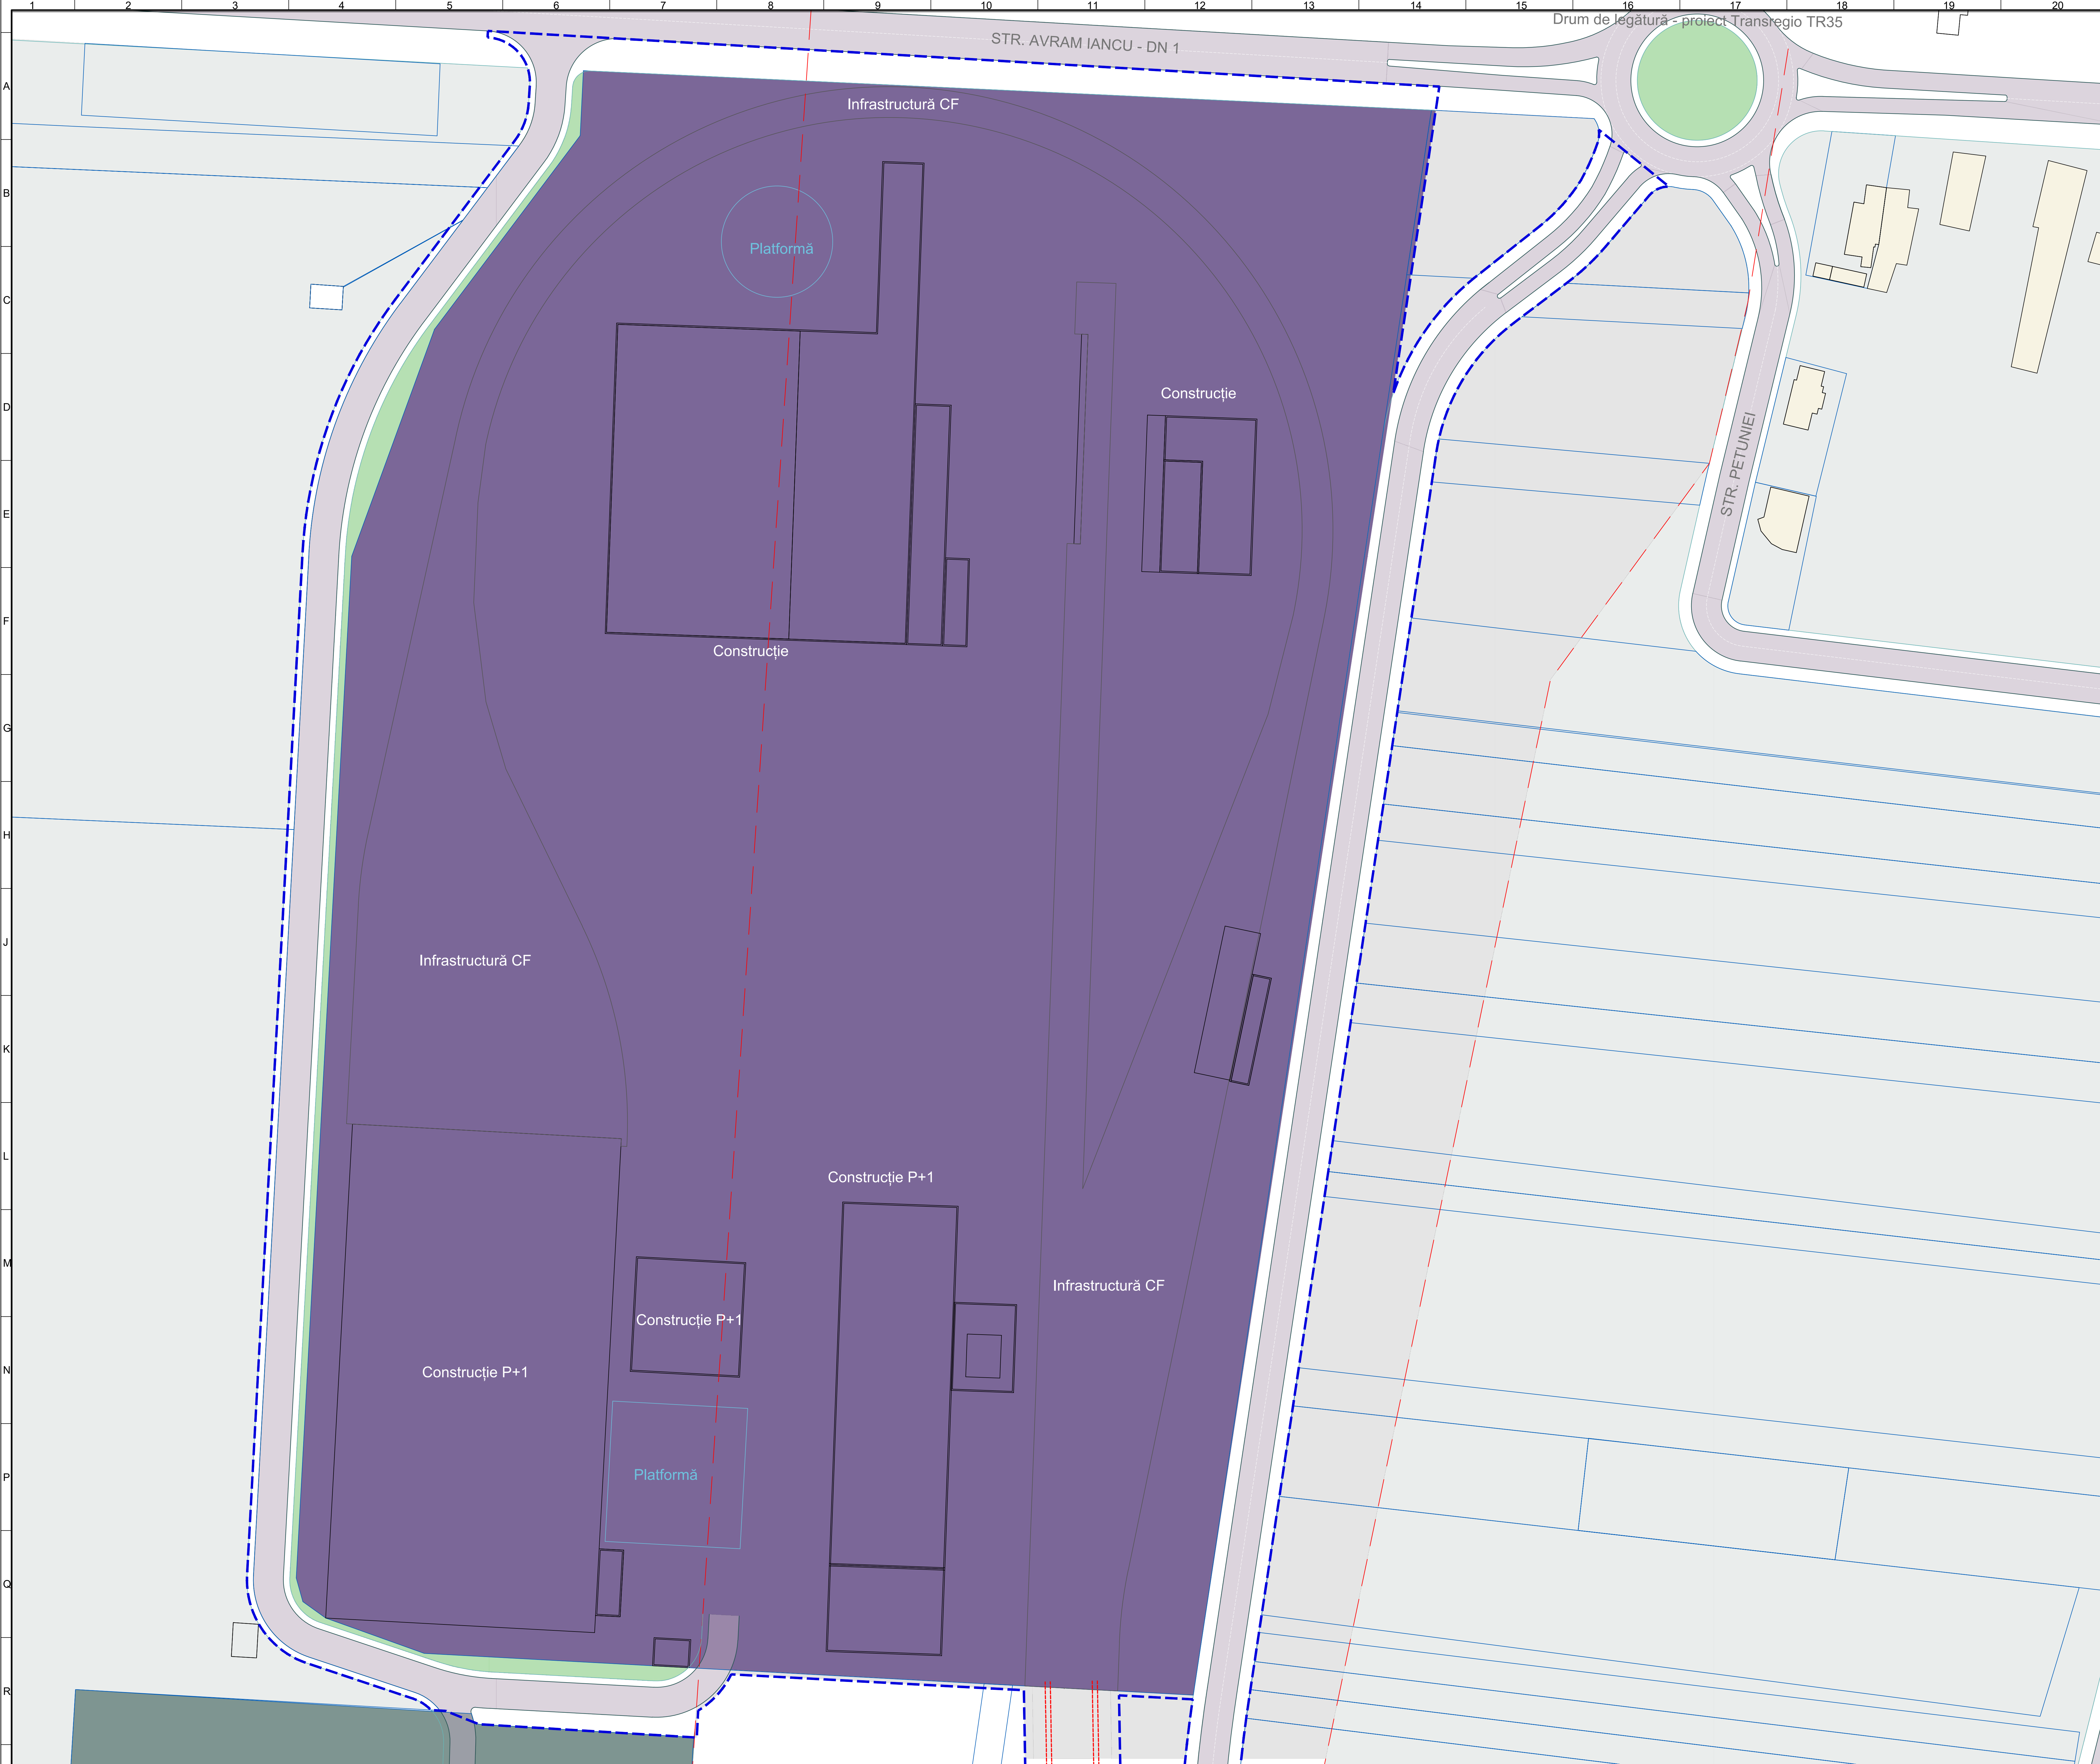 1 2 3 4 5 6 7 8 9 10 11 12 13 14 15 16 17 18 19 20
Drum de legătură - proiect Transregio TR35
STR. AVRAM IANCU - DN 1
A
Infrastructură CF
B
Platformă
C
D
Construcție
STR. PETUNIEI
E
F
Construcție
G
H
J
Infrastructură CF
K
L
Construcție P+1
M
Infrastructură CF
Construcție P+1
N
Construcție P+1
P
Platformă
Q
R